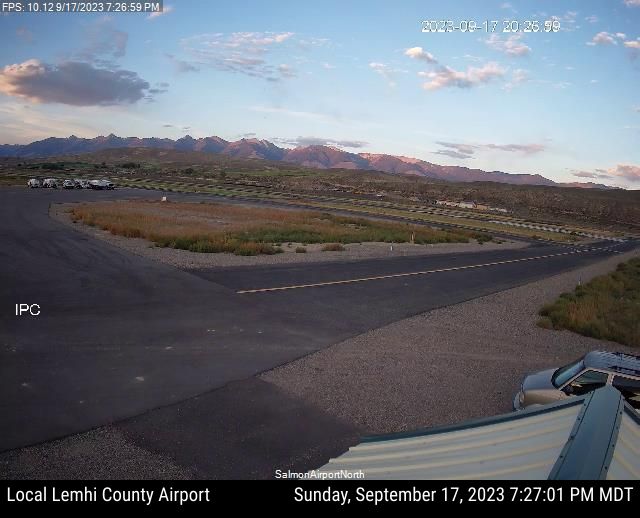 FPS: 10.12 9/17/2023 7:26:59 PM
2023-09-17 20:26:59
IPC
SalmonAirportNorth
Local Lemhi County Airport Sunday, September 17, 2023 7:27:01 PM MDT